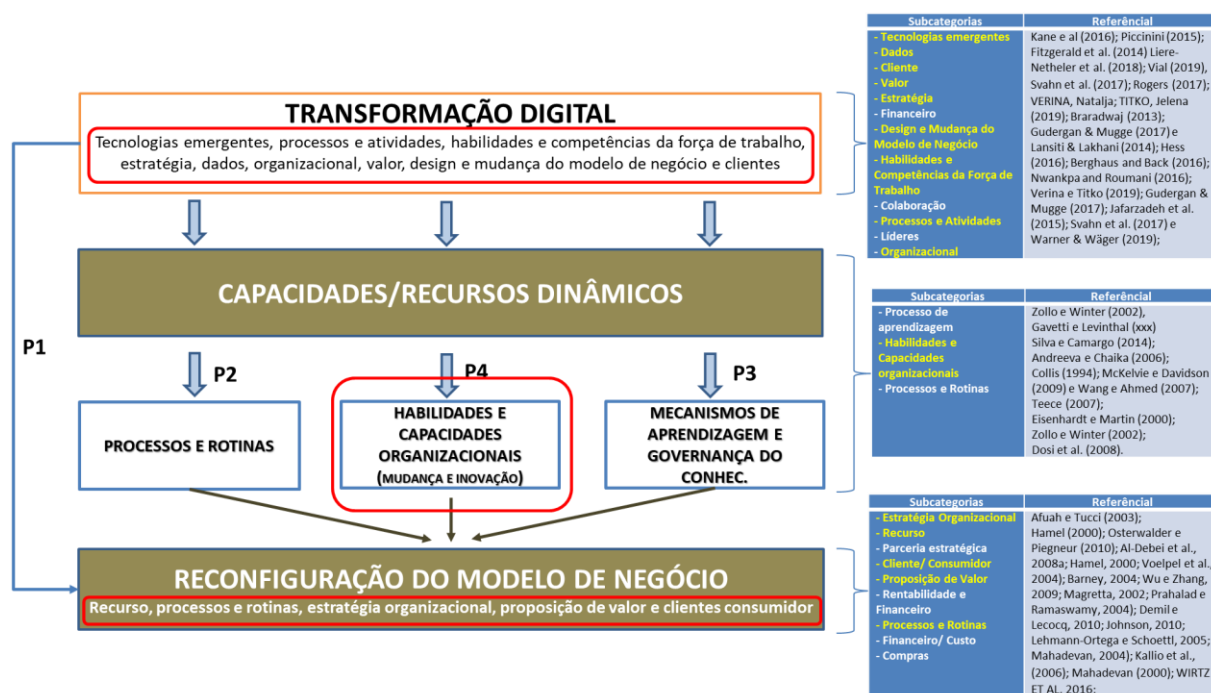 TRANSFORMAÇÃO DIGITAL
Tecnologias emergentes, processos e atividades, habilidades e competências da força de trabalho,
estratégia, dados, organizacional, valor, design e mudança do modelo de negócio e clientes
CAPACIDADES/RECURSOS DINÂMICOS
P1
P2
P4
P3
PROCESSOS E ROTINAS
HABILIDADES E
CAPACIDADES
ORGANIZACIONAIS
(MUDANÇA E INOVAÇÃO)
MECANISMOS DE
APRENDIZAGEM E
GOVERNANÇA DO
CONHEC.
RECONFIGURAÇÃO DO MODELO DE NEGÓCIO
Recurso, processos e rotinas, estratégia organizacional, proposição de valor e clientes consumidor
Subcategorias
Referêncial
- Tecnologias emergentes
- Dados
- Cliente
- Valor
- Estratégia
- Financeiro
- Design e Mudança do
Modelo de Negócio
- Habilidades e
Competências da Força de
Trabalho
- Colaboração
- Processos e Atividades
- Líderes
- Organizacional
Kane e al (2016); Piccinini (2015);
Fitzgerald et al. (2014) Liere-
Netheler et al. (2018); Vial (2019),
Svahn et al. (2017); Rogers (2017);
VERINA, Natalja; TITKO, Jelena
(2019); Braradwaj (2013);
Gudergan & Mugge (2017) e
Lansiti & Lakhani (2014); Hess
(2016); Berghaus and Back (2016);
Nwankpa and Roumani (2016);
Verina e Titko (2019); Gudergan &
Mugge (2017); Jafarzadeh et al.
(2015); Svahn et al. (2017) e
Warner & Wäger (2019);
Subcategorias
Referêncial
- Processo de
aprendizagem
- Habilidades e
Capacidades
organizacionais
- Processos e Rotinas
Zollo e Winter (2002),
Gavetti e Levinthal (xxx)
Silva e Camargo (2014);
Andreeva e Chaika (2006);
Collis (1994); McKelvie e Davidson
(2009) e Wang e Ahmed (2007);
Teece (2007);
Eisenhardt e Martin (2000);
Zollo e Winter (2002);
Dosi et al. (2008).
Subcategorias
Referêncial
- Estratégia Organizacional
- Recurso
- Parceria estratégica
- Cliente/ Consumidor
- Proposição de Valor
- Rentabilidade e
Financeiro
- Processos e Rotinas
- Financeiro/ Custo
- Compras
Afuah e Tucci (2003);
Hamel (2000); Osterwalder e
Piegneur (2010); Al-Debei et al.,
2008a; Hamel, 2000; Voelpel et al.,
2004); Barney, 2004; Wu e Zhang,
2009; Magretta, 2002; Prahalad e
Ramaswamy, 2004); Demil e
Lecocq, 2010; Johnson, 2010;
Lehmann-Ortega e Schoettl, 2005;
Mahadevan, 2004); Kallio et al.,
(2006); Mahadevan (2000); WIRTZ
ET AL, 2016;